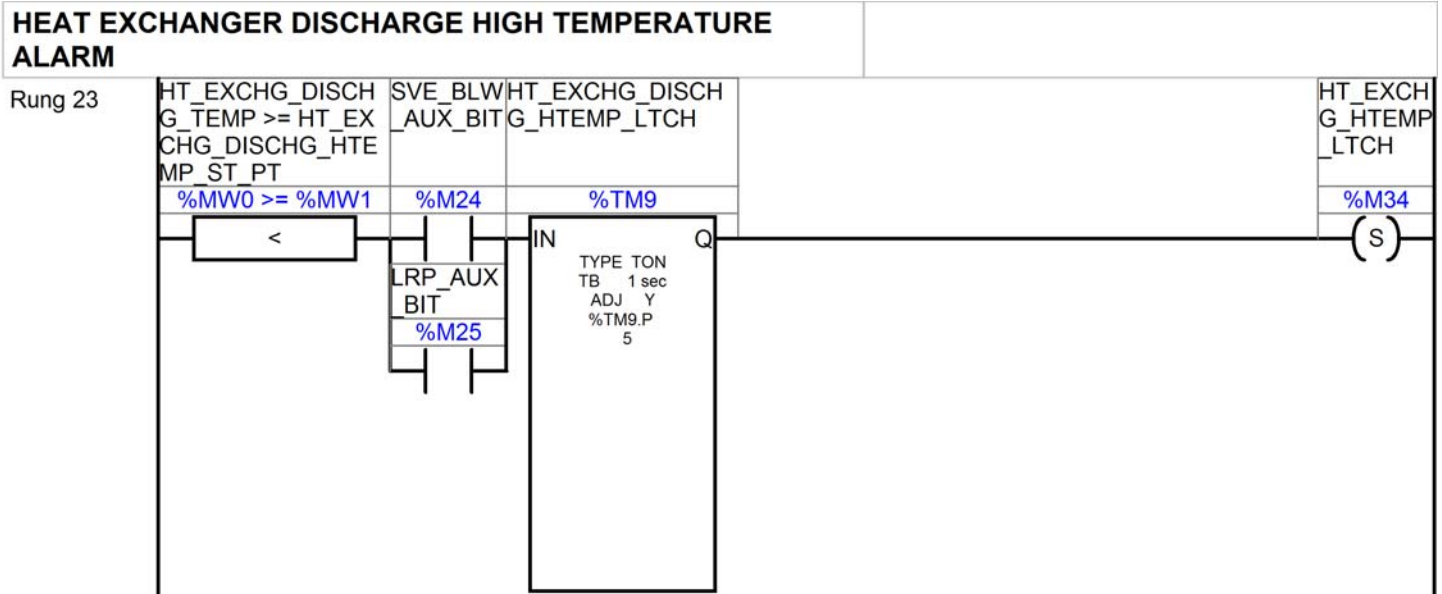 HEAT EXCHANGER DISCHARGE HIGH TEMPERATURE
ALARM
Rung 23
HT_EXCHG_DISCH
G_TEMP >= HT_EX
CHG_DISCHG_HTE
MP_ST_PT
%MW0 >= %MW1
<
SVE_BLW
_AUX_BIT
%M24
LRP_AUX
_BIT
%M25
HT_EXCHG_DISCH
G_HTEMP_LTCH
%TM9
IN Q
TYPE TON
TB 1 sec
ADJ Y
%TM9.P
5
HT_EXCH
G_HTEMP
_LTCH
%M34
S